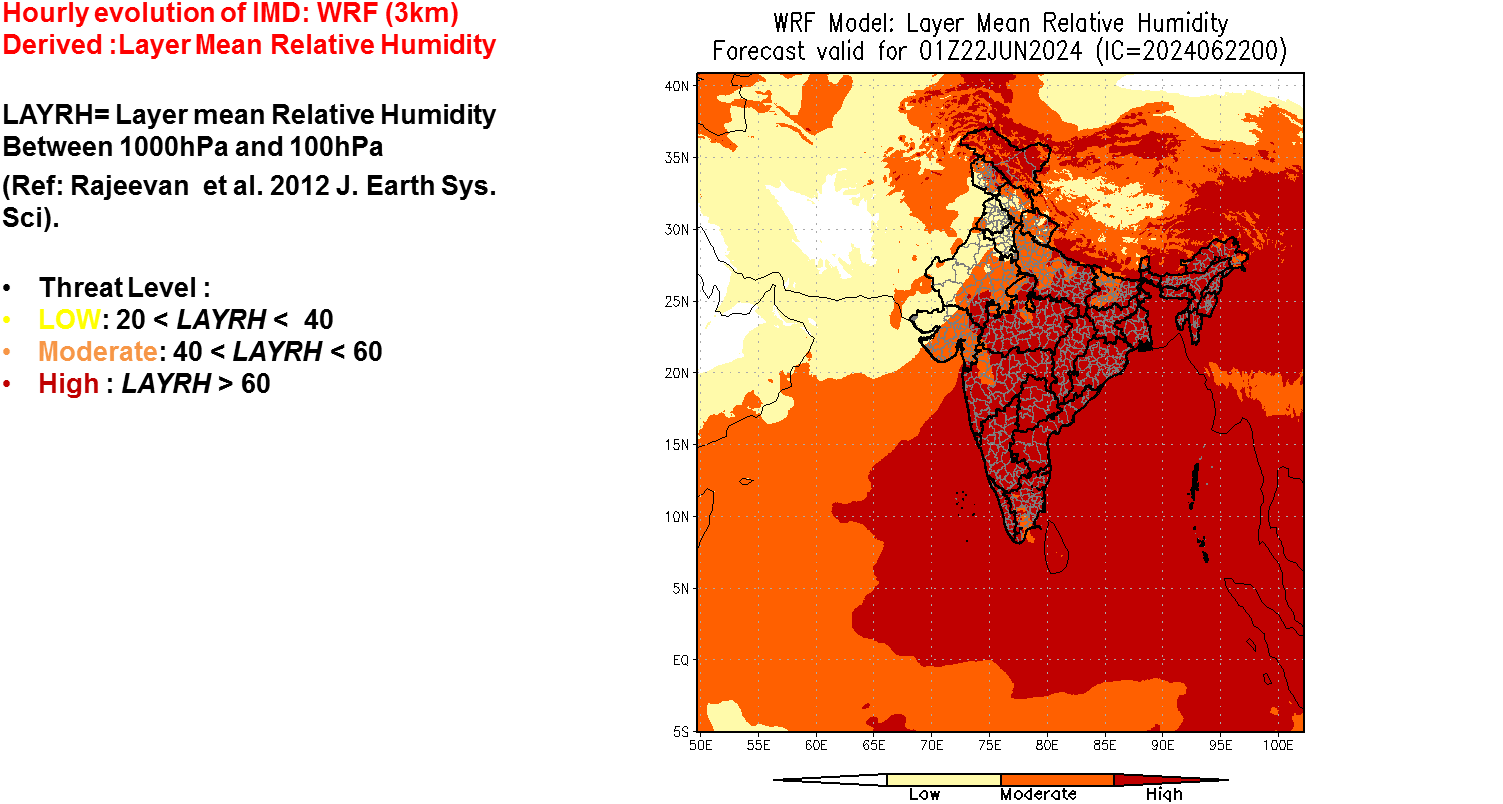 Hourly evolution of IMD: WRF (3km)
Derived :Layer Mean Relative Humidity
LAYRH= Layer mean Relative Humidity
Between 1000hPa and 100hPa
(Ref: Rajeevan et al. 2012 J. Earth Sys.
Sci).
• Threat Level :
• LOW: 20 < LAYRH < 40
• Moderate: 40 < LAYRH < 60
• High : LAYRH > 60
WRF Model: Layer Mean Relative Humidity
Forecast valid for 01Z22JUN2024 (IC=2024062200)
40N
35N
30N
25N
20N
15N
10N
5N
EQ
5S
50E 55E 60E 65E 70E 75E 80E 85E 90E 95E 100E
Low Moderate High